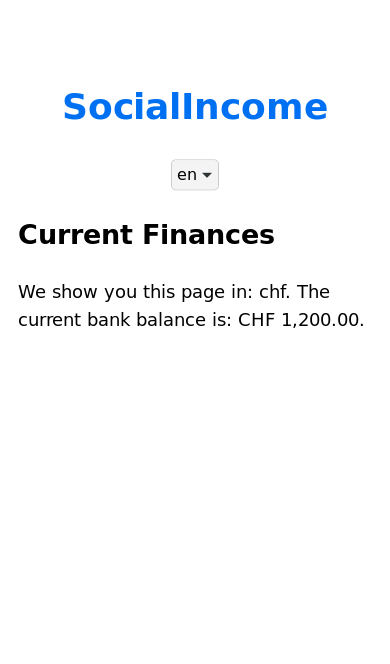 SocialIncome
en
Current Finances
We show you this page in: chf. The
current bank balance is: CHF 1,200.00.